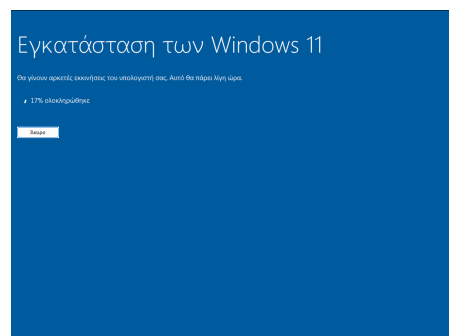 Εγκατάσταση των Windows 11
Θα γίνουν αρκετές εκκινήσεις του υπολογιστή σας. Αυτό θα πάρει λίγη ώρα.
17% ολοκληρώθηκε
Άκυρο